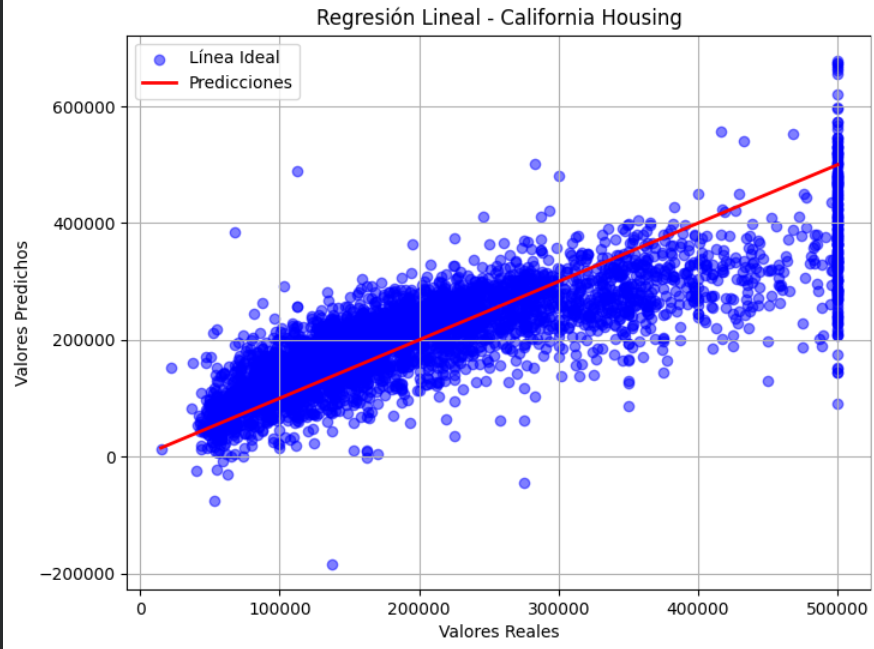 Regresión Lineal - California Housing
Línea Ideal
Predicciones
600000
400000
200000
0
−200000
Valores Predichos
0 100000 200000 300000 400000 500000
Valores Reales